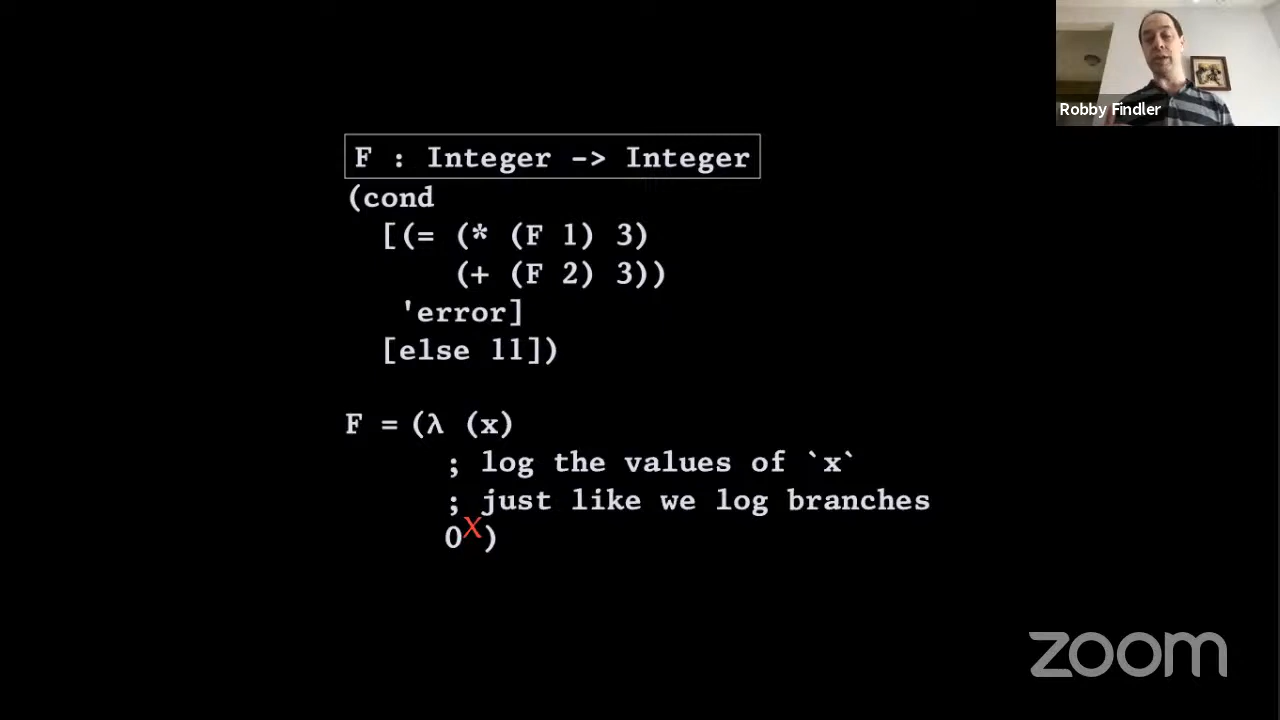 Robby Findler
F : Integer -> Integer
(cond
[(= (* (F 1) 3)
(+ (F 2) 3))
'error]
[else 11])
F = (λ (x)
; log the values of `x`
; just like we log branches
0X)
zoom